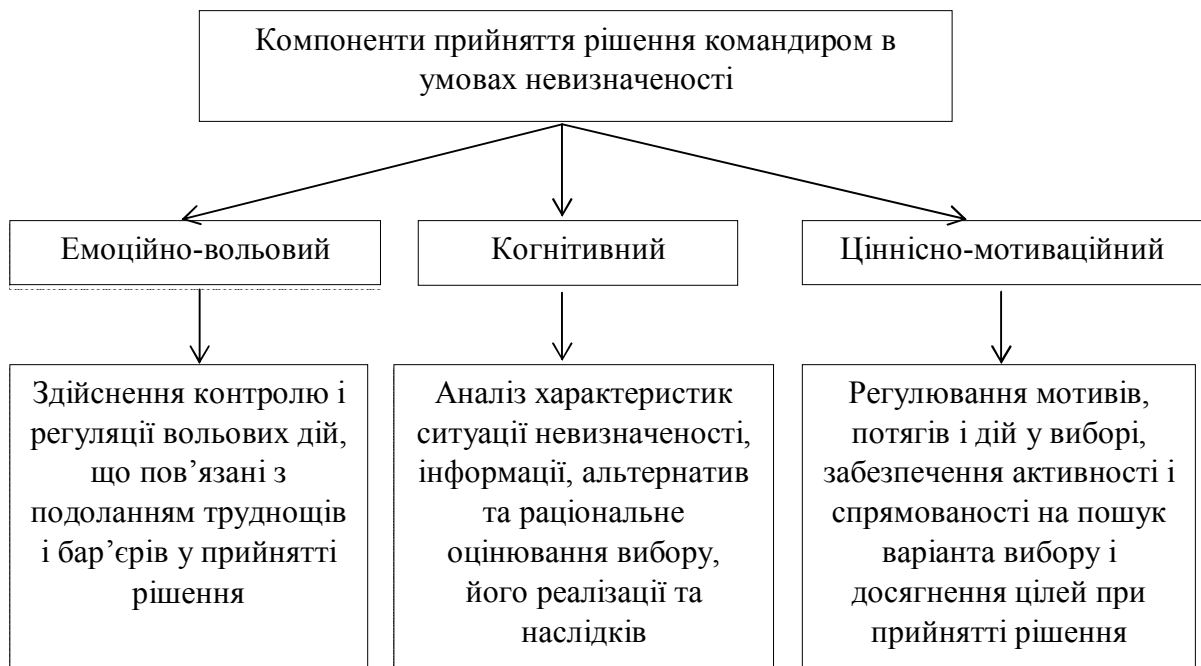 Компоненти прийняття рішення командиром в
умовах невизначеності
Емоційно-вольовий
Когнітивний
Ціннісно-мотиваційний
Здійснення контролю і
регуляції вольових дій,
що пов’язані з
подоланням труднощів
і бар’єрів у прийнятті
рішення
Аналіз характеристик
ситуації невизначеності,
інформації, альтернатив
та раціональне
оцінювання вибору,
його реалізації та
наслідків
Регулювання мотивів,
потягів і дій у виборі,
забезпечення активності і
спрямованості на пошук
варіанта вибору і
досягнення цілей при
прийнятті рішення